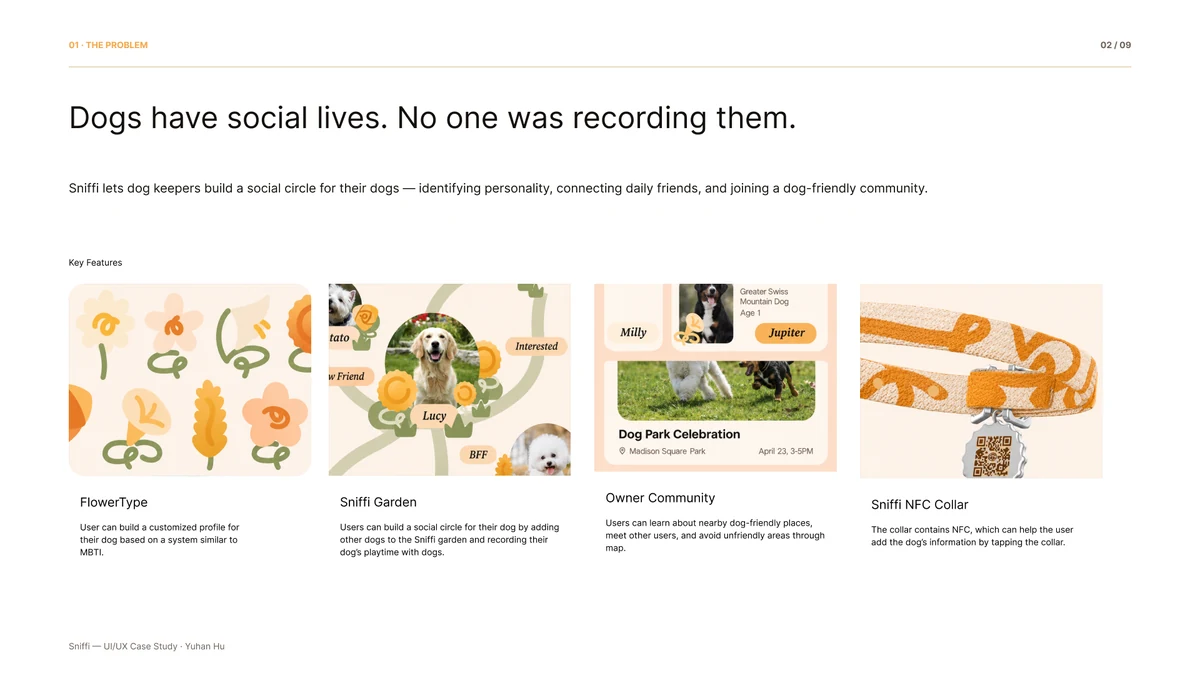 01 · THE PROBLEM
02 / 09
Dogs have social lives. No one was recording them.
Sniffi lets dog keepers build a social circle for their dogs — identifying personality, connecting daily friends, and joining a dog-friendly community.
Key Features
tato
Interested
w Friend
Lucy
BFF
Greater Swiss
Mountain Dog
Age 1
Milly
Jupiter
Dog Park Celebration
Madison Square Park
April 23, 3-5PM
FlowerType
User can build a customized profile for
their dog based on a system similar to
MBTI.
Sniffi Garden
Users can build a social circle for their dog by adding
other dogs to the Sniffi garden and recording their
dog's playtime with dogs.
Owner Community
Users can learn about nearby dog-friendly places,
meet other users, and avoid unfriendly areas through
map.
Sniffi NFC Collar
The collar contains NFC, which can help the user
add the dog's information by tapping the collar.
Sniffi — UI/UX Case Study · Yuhan Hu